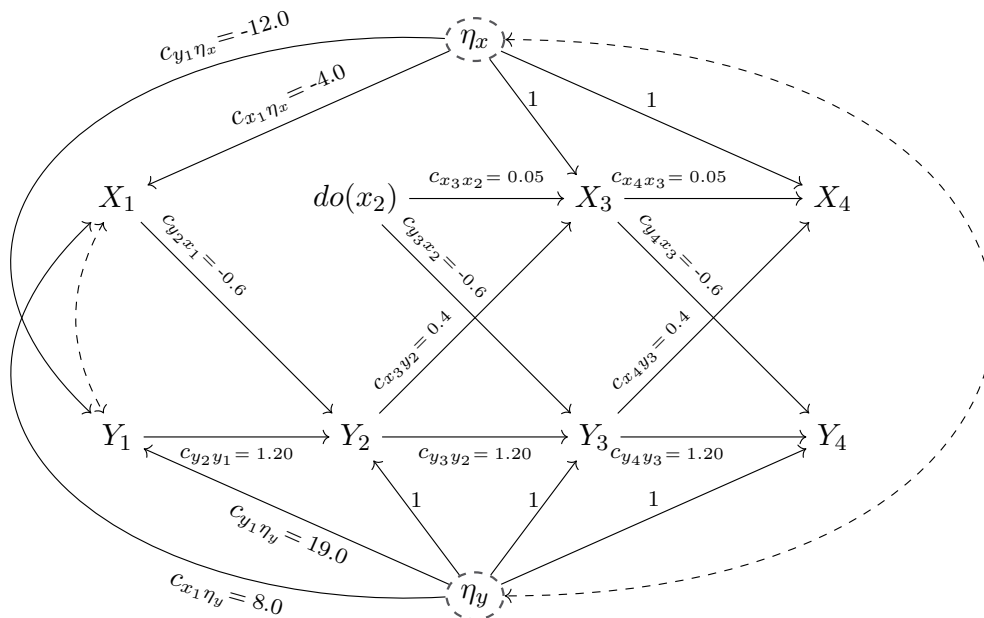 η_x
c_{y_1 η_x} = -12.0
c_{x_1 η_x} = -4.0
1
1
X_1
do(x_2)
c_{x_3 x_2} = 0.05
X_3
c_{x_4 x_3} = 0.05
X_4
c_{y_2 x_1} = -0.6
c_{y_3 x_2} = -0.6
c_{y_4 x_3} = -0.6
c_{x_3 y_2} = 0.4
c_{x_4 y_3} = 0.4
Y_1
c_{y_2 y_1} = 1.20
Y_2
c_{y_3 y_2} = 1.20
Y_3
c_{y_4 y_3} = 1.20
Y_4
c_{y_1 η_y} = 19.0
1
1
1
c_{x_1 η_y} = 8.0
η_y